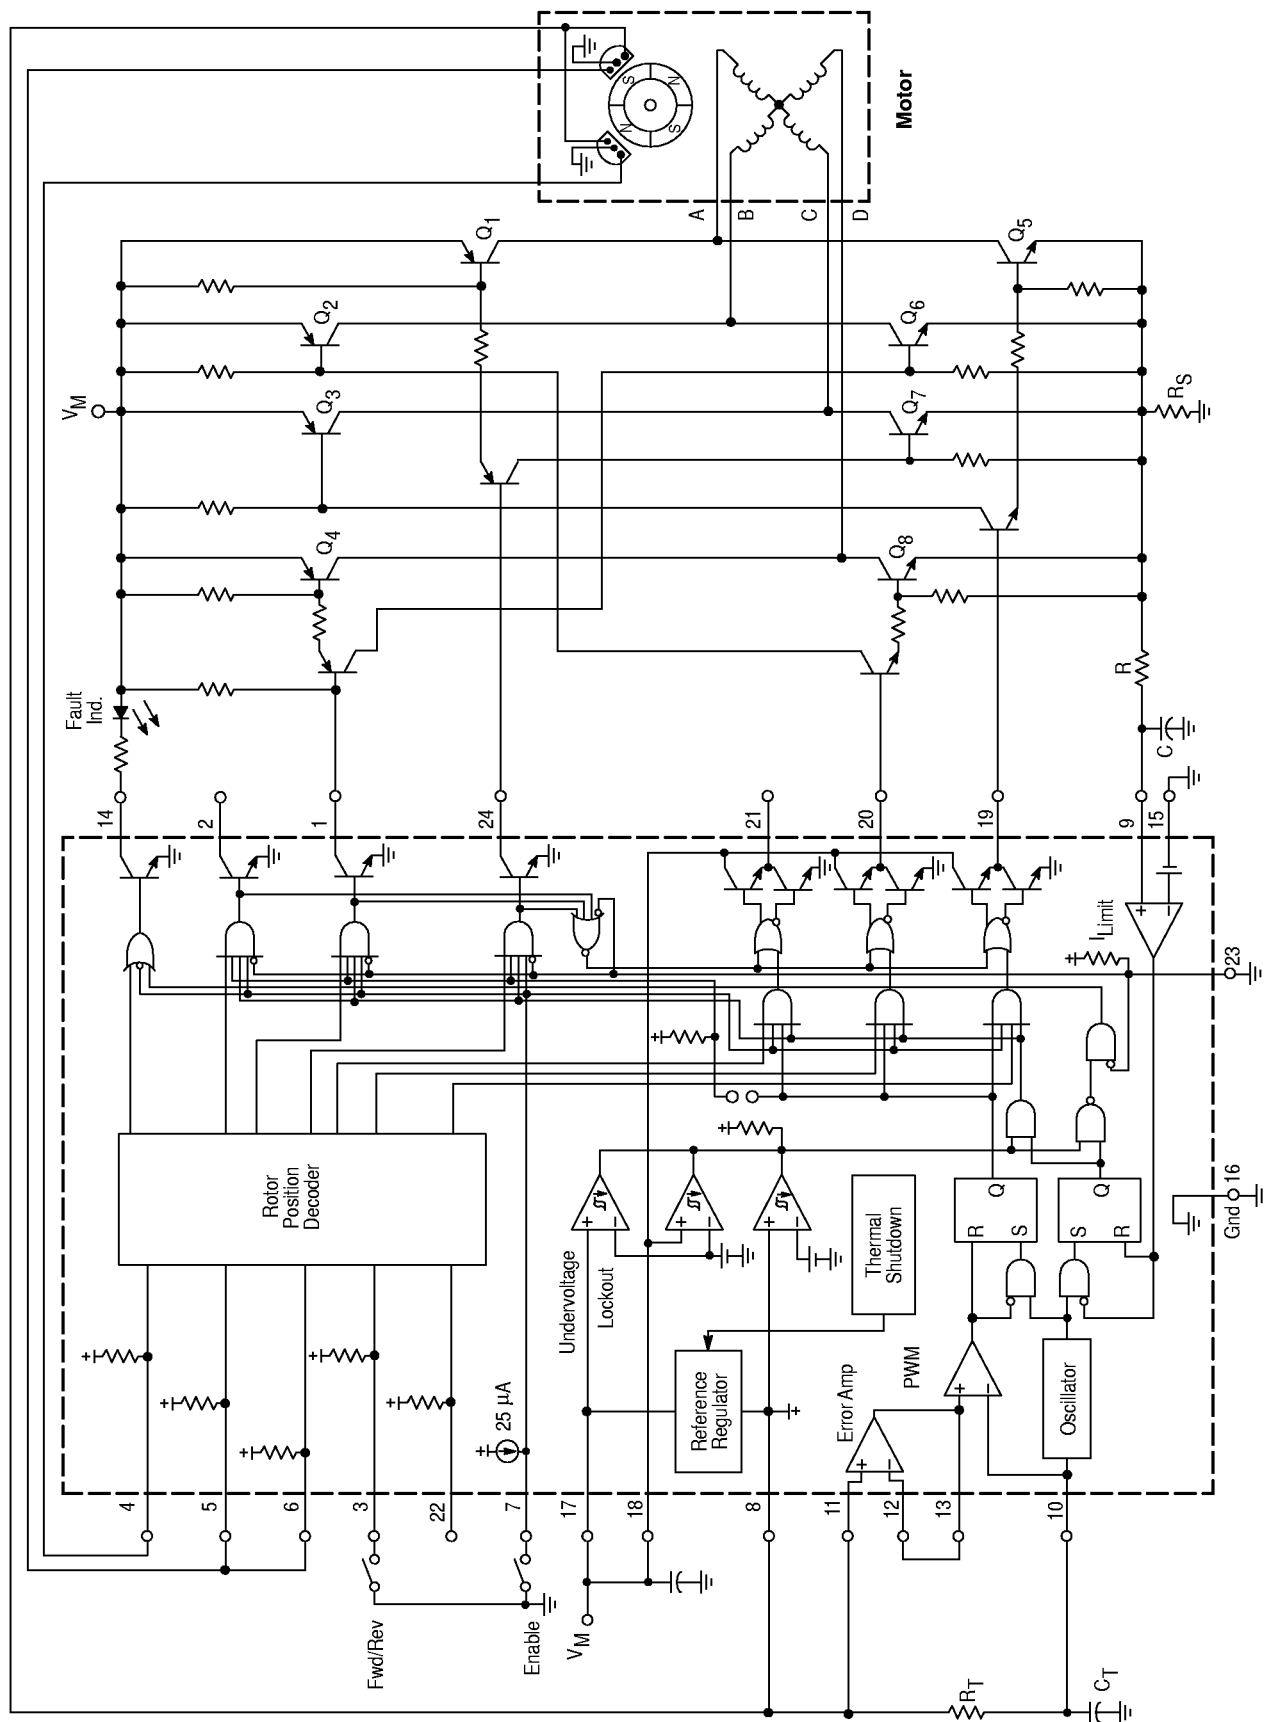 Motor
S
N
N
S
A
B
C
D
Q1
Q5
Q2
Q6
VM
Q3
Q7
RS
Q4
Q8
Fault
Ind.
R
C
14
2
1
24
21
20
19
9
15
ILimit
23
Rotor
Position
Decoder
Undervoltage
Lockout
Thermal
Shutdown
Reference
Regulator
Error Amp
PWM
R
Q
S
S
Q
R
Oscillator
Gnd 16
25 µA
4
5
6
3
22
7
17
18
8
11
12
13
10
Fwd/Rev
Enable
VM
RT
CT